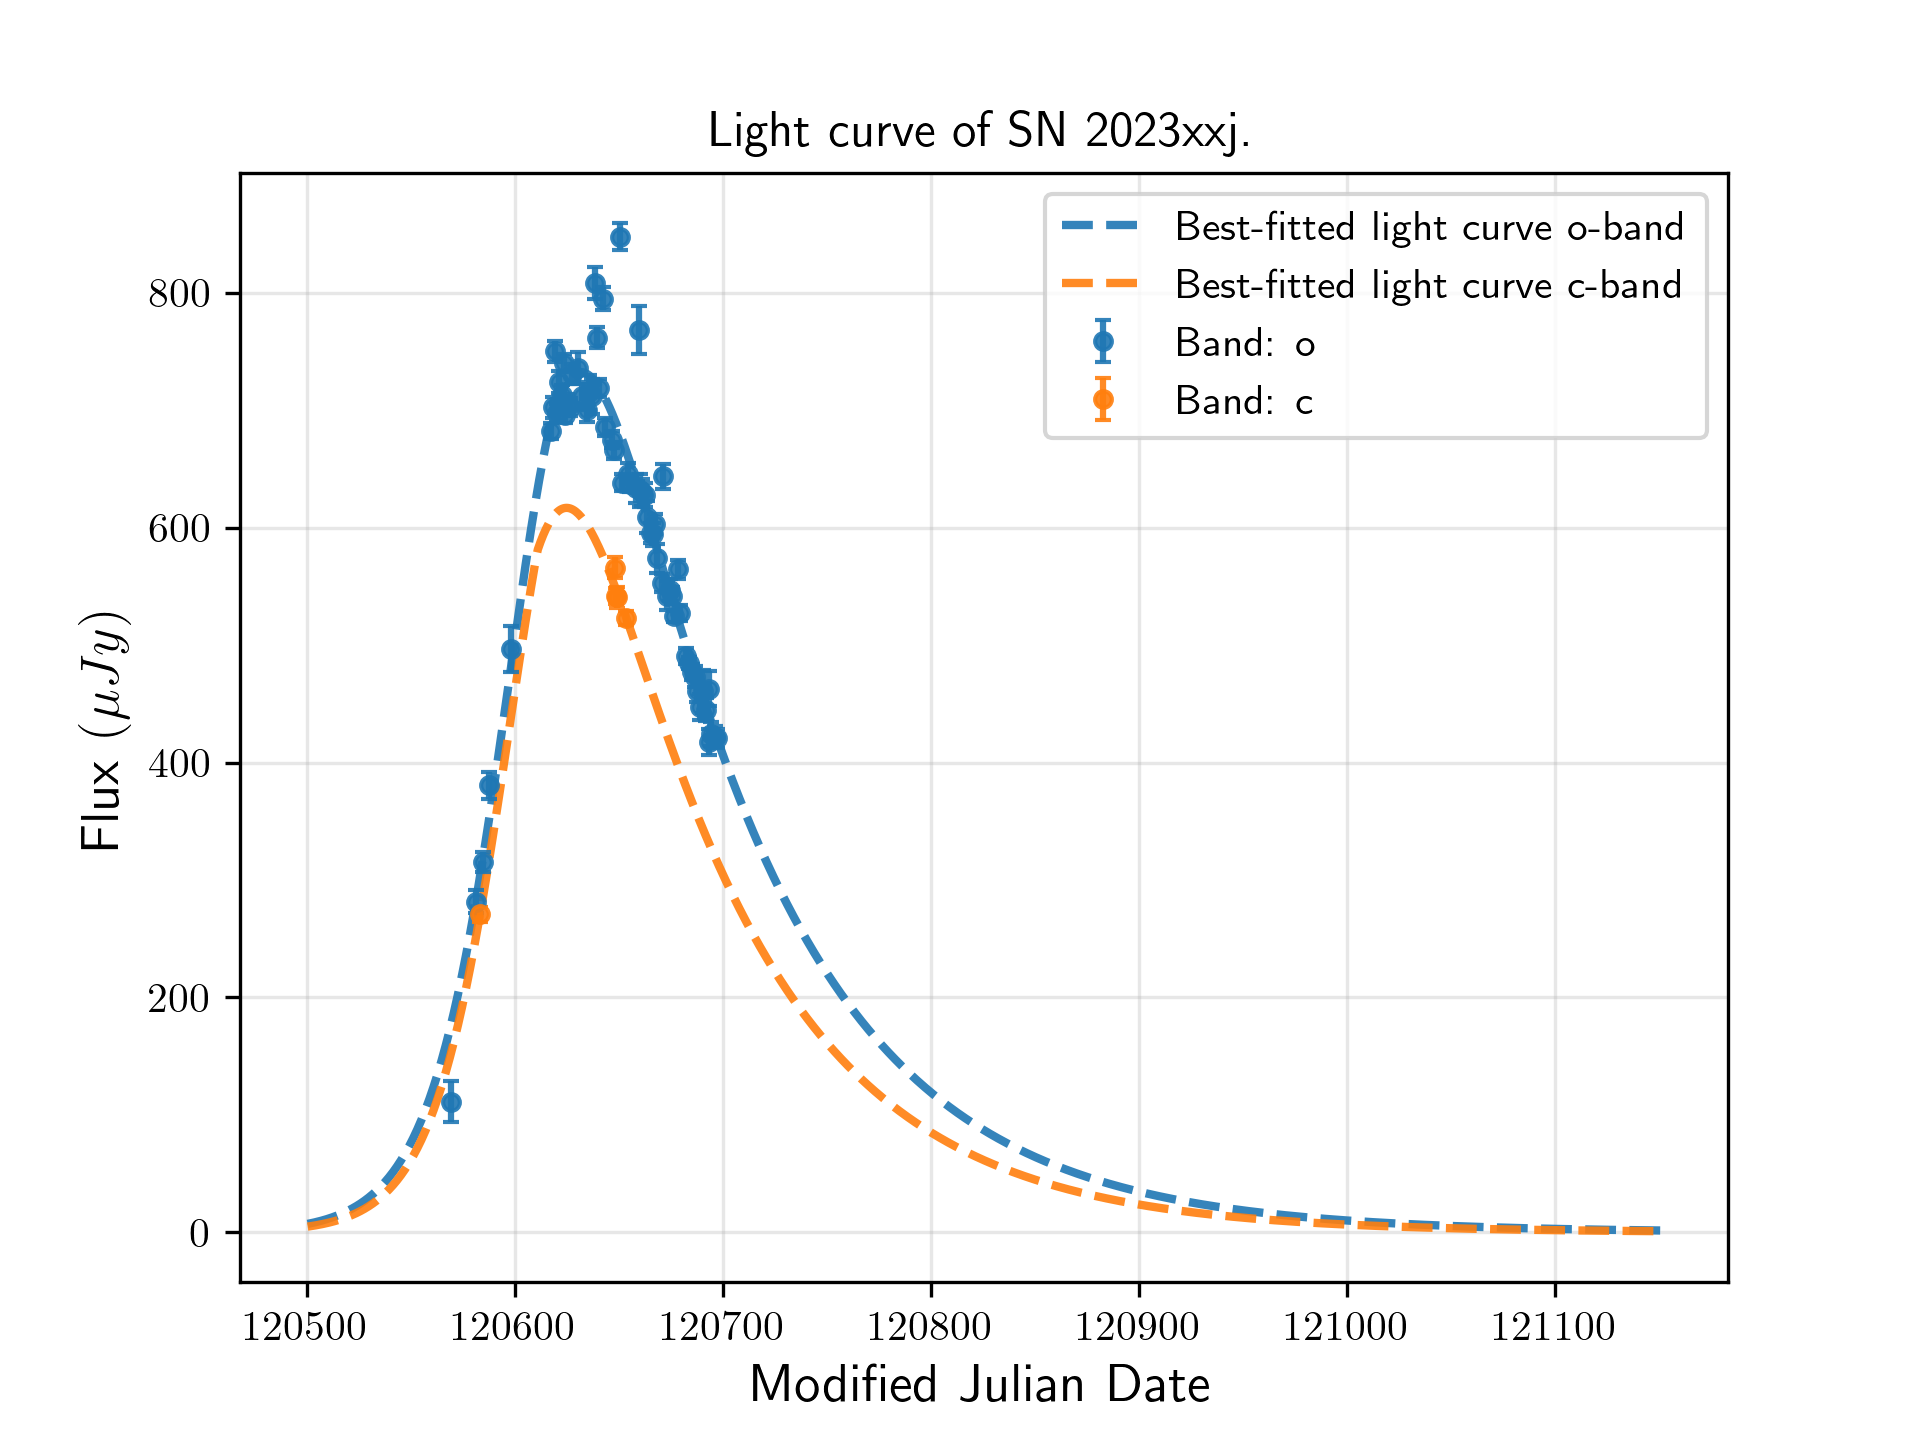 Light curve of SN 2023xxj.
Best-fitted light curve o-band
Best-fitted light curve c-band
Band: o
Band: c
800
600
400
200
0
Flux (μJy)
120500 120600 120700 120800 120900 121000 121100
Modified Julian Date